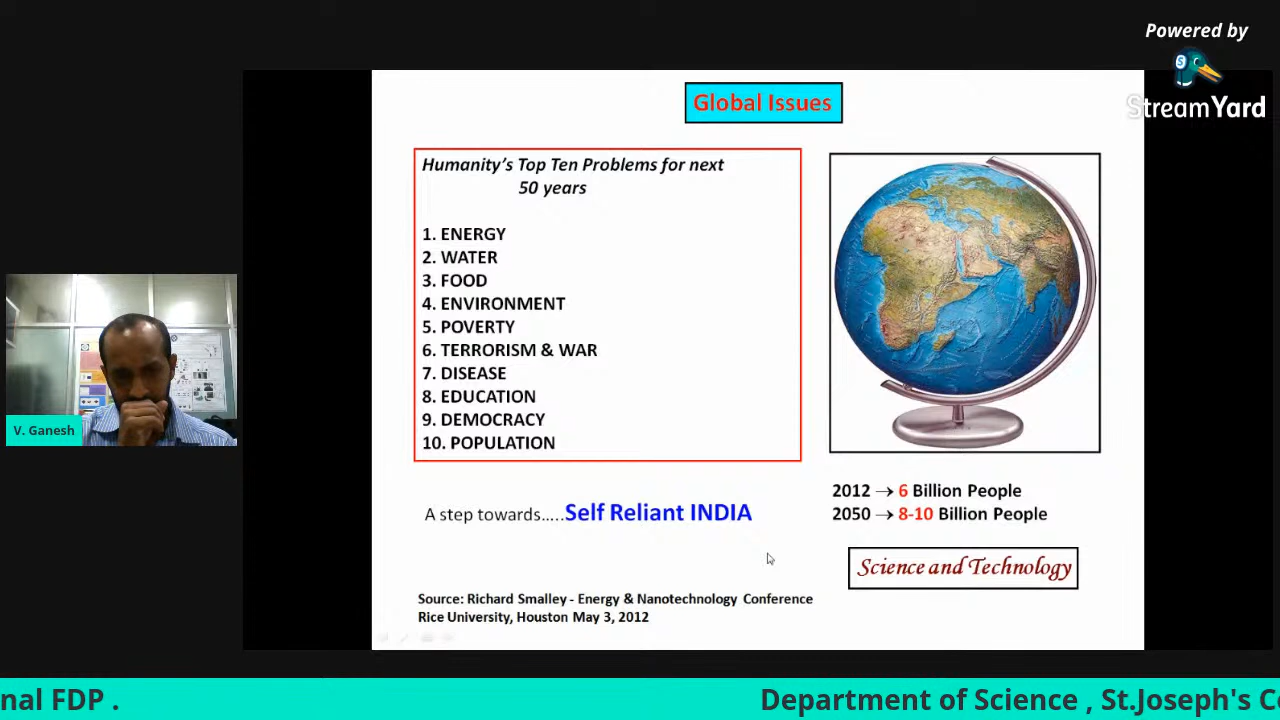 Powered by
StreamYard
Global Issues
Humanity's Top Ten Problems for next
50 years
1. ENERGY
2. WATER
3. FOOD
4. ENVIRONMENT
5. POVERTY
6. TERRORISM & WAR
7. DISEASE
8. EDUCATION
9. DEMOCRACY
10. POPULATION
2012 → 6 Billion People
2050 → 8-10 Billion People
A step towards.....Self Reliant INDIA
Science and Technology
Source: Richard Smalley - Energy & Nanotechnology Conference
Rice University, Houston May 3, 2012
V. Ganesh
nal FDP . Department of Science , St.Joseph's Co